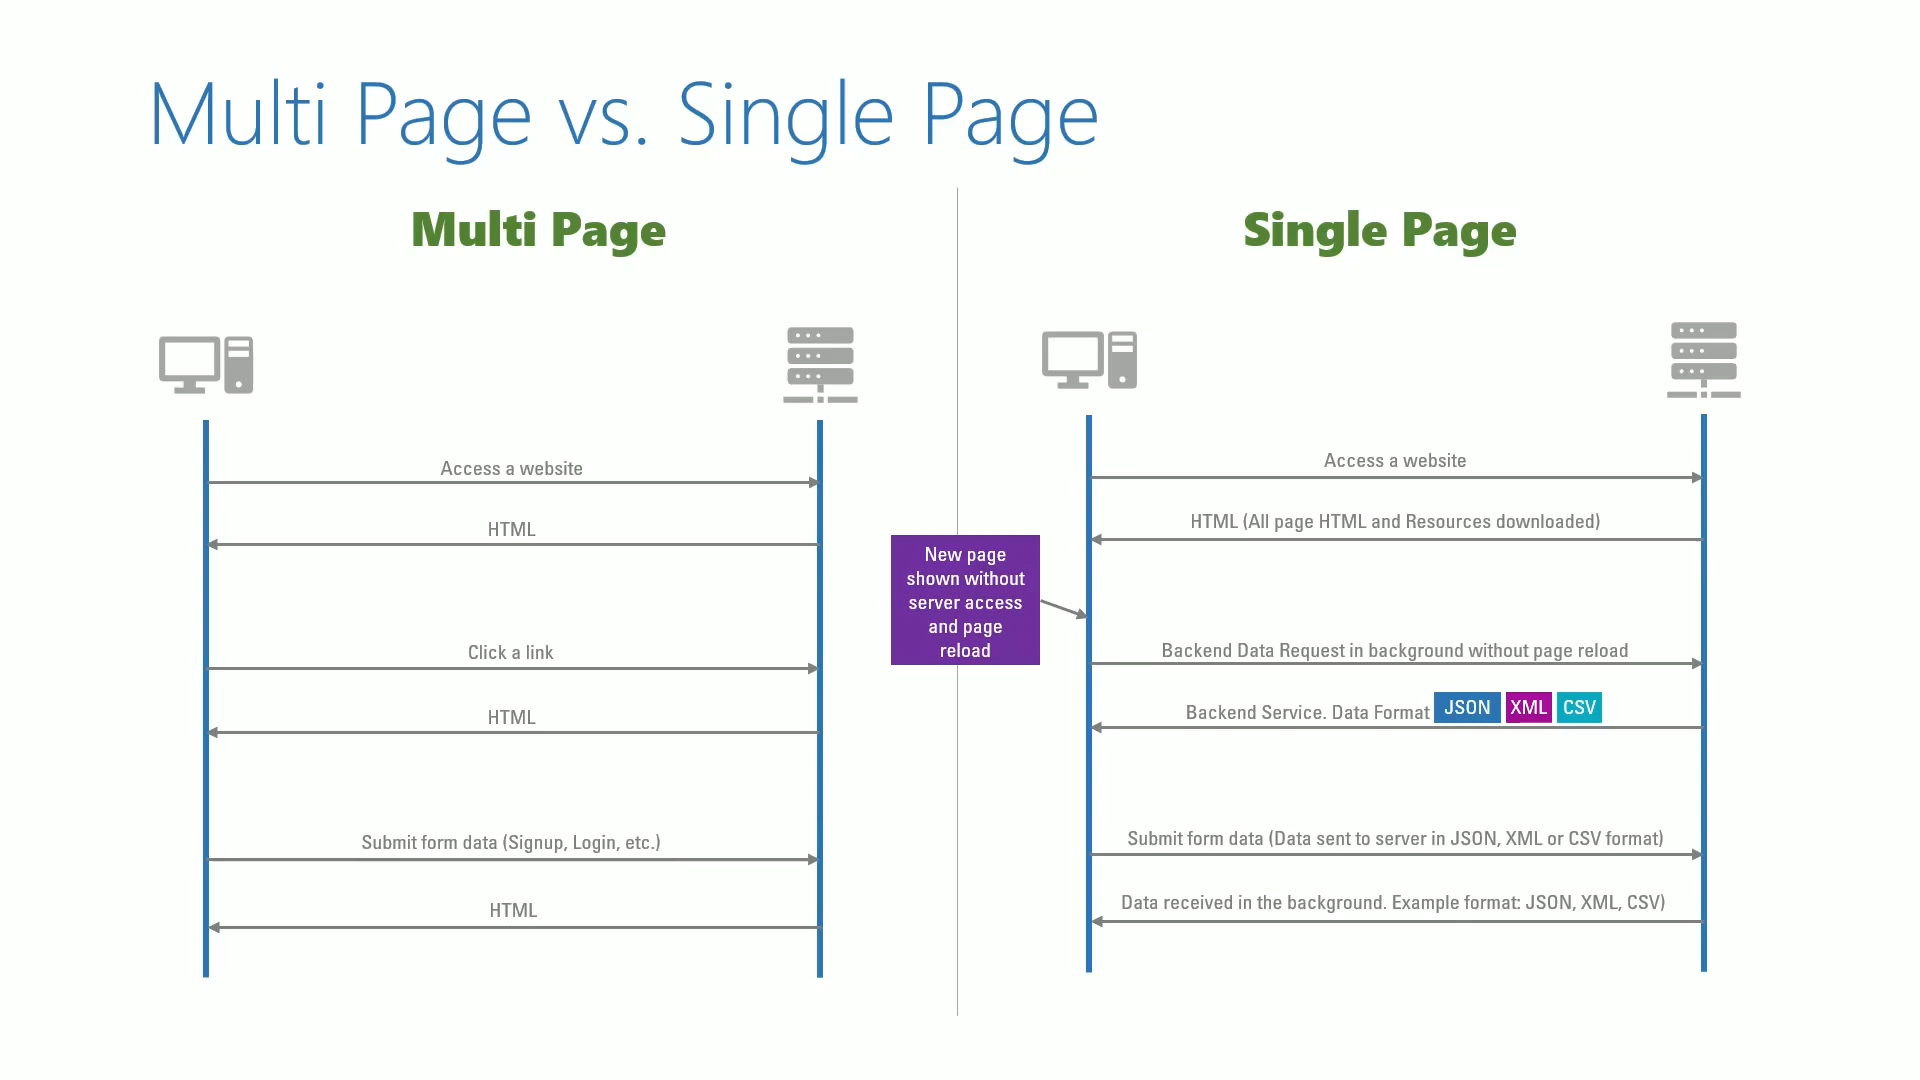 Multi Page vs. Single Page
Multi Page
Access a website
HTML
Click a link
HTML
Submit form data (Signup, Login, etc.)
HTML
Single Page
Access a website
HTML (All page HTML and Resources downloaded)
New page
shown without
server access
and page
reload
Backend Data Request in background without page reload
Backend Service. Data Format JSON XML CSV
Submit form data (Data sent to server in JSON, XML or CSV format)
Data received in the background. Example format: JSON, XML, CSV)